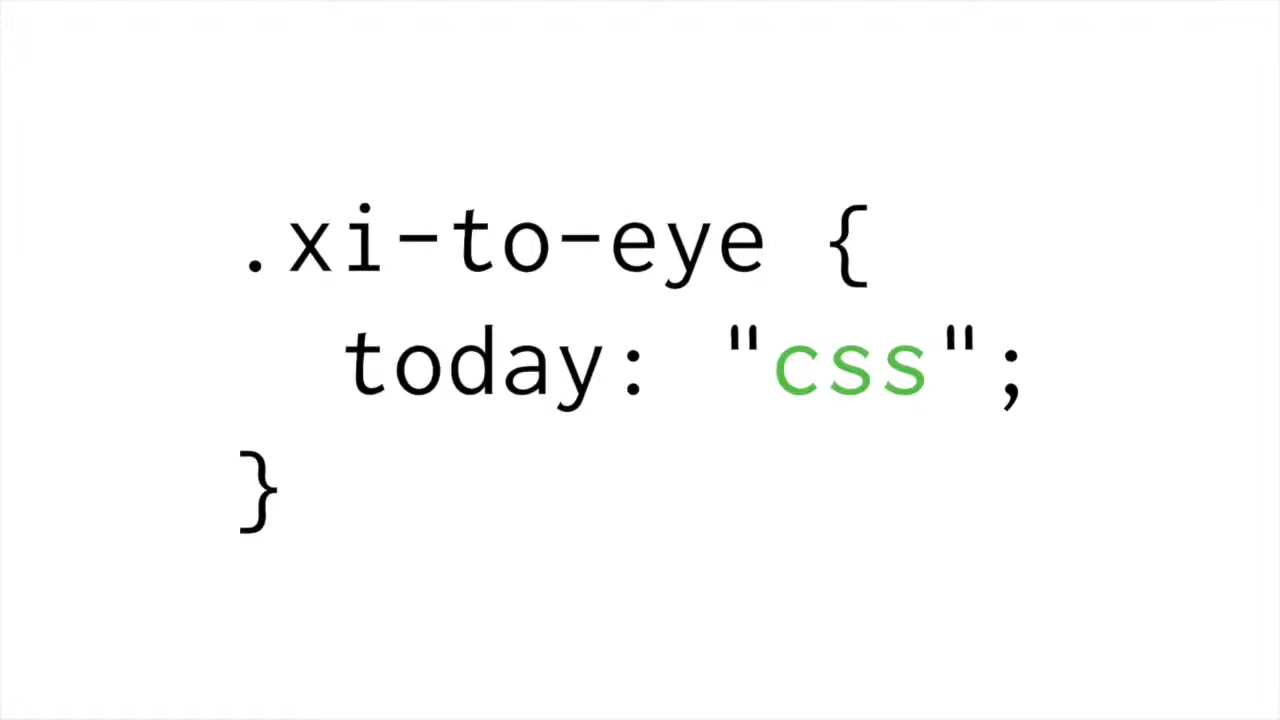 .xi-to-eye {
  today: "css";
}